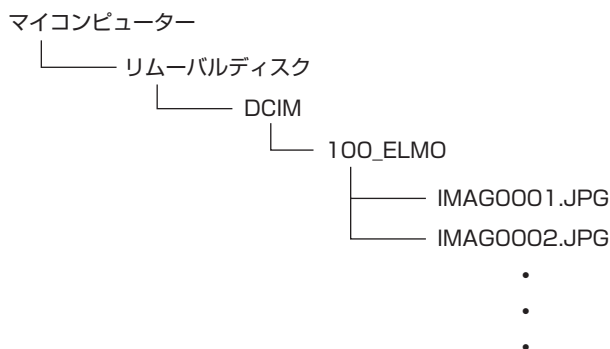 マイコンピューター
リムーバルディスク
DCIM
100_ELMO
IMAG0001.JPG
IMAG0002.JPG
・
・
・